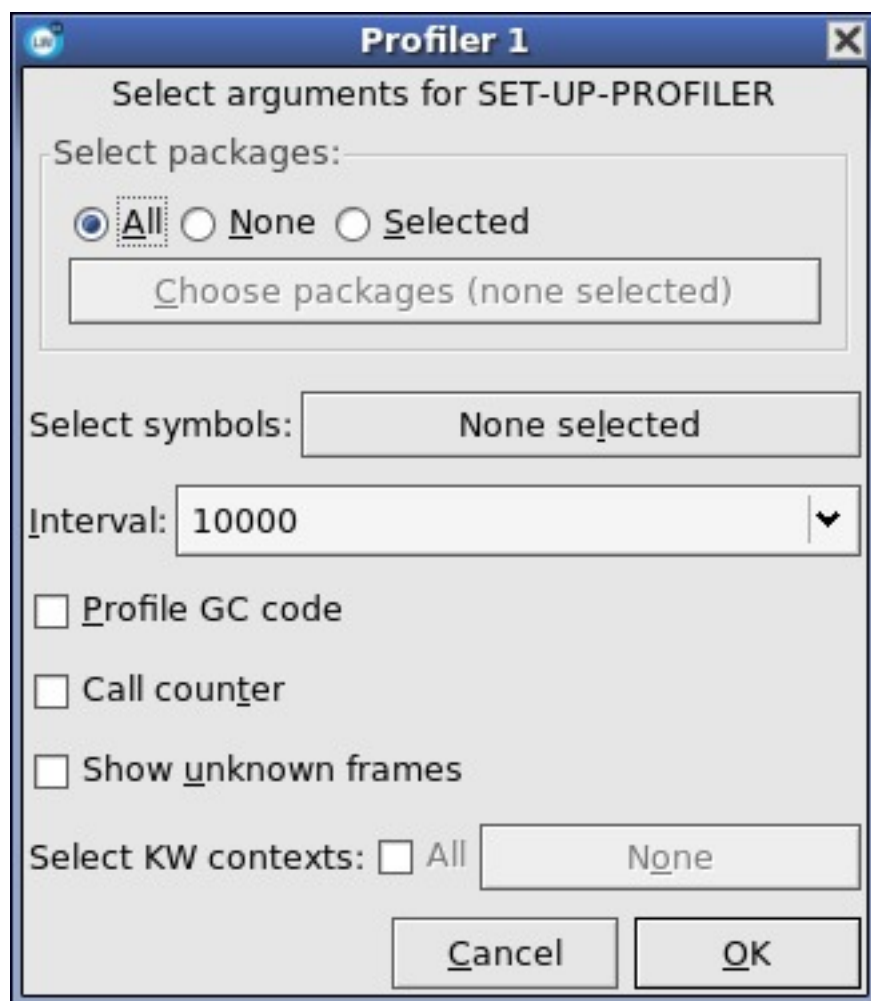 LW
Profiler 1
Select arguments for SET-UP-PROFILER
Select packages:
All None Selected
Choose packages (none selected)
Select symbols: None selected
Interval: 10000
Profile GC code
Call counter
Show unknown frames
Select KW contexts: All None
Cancel OK